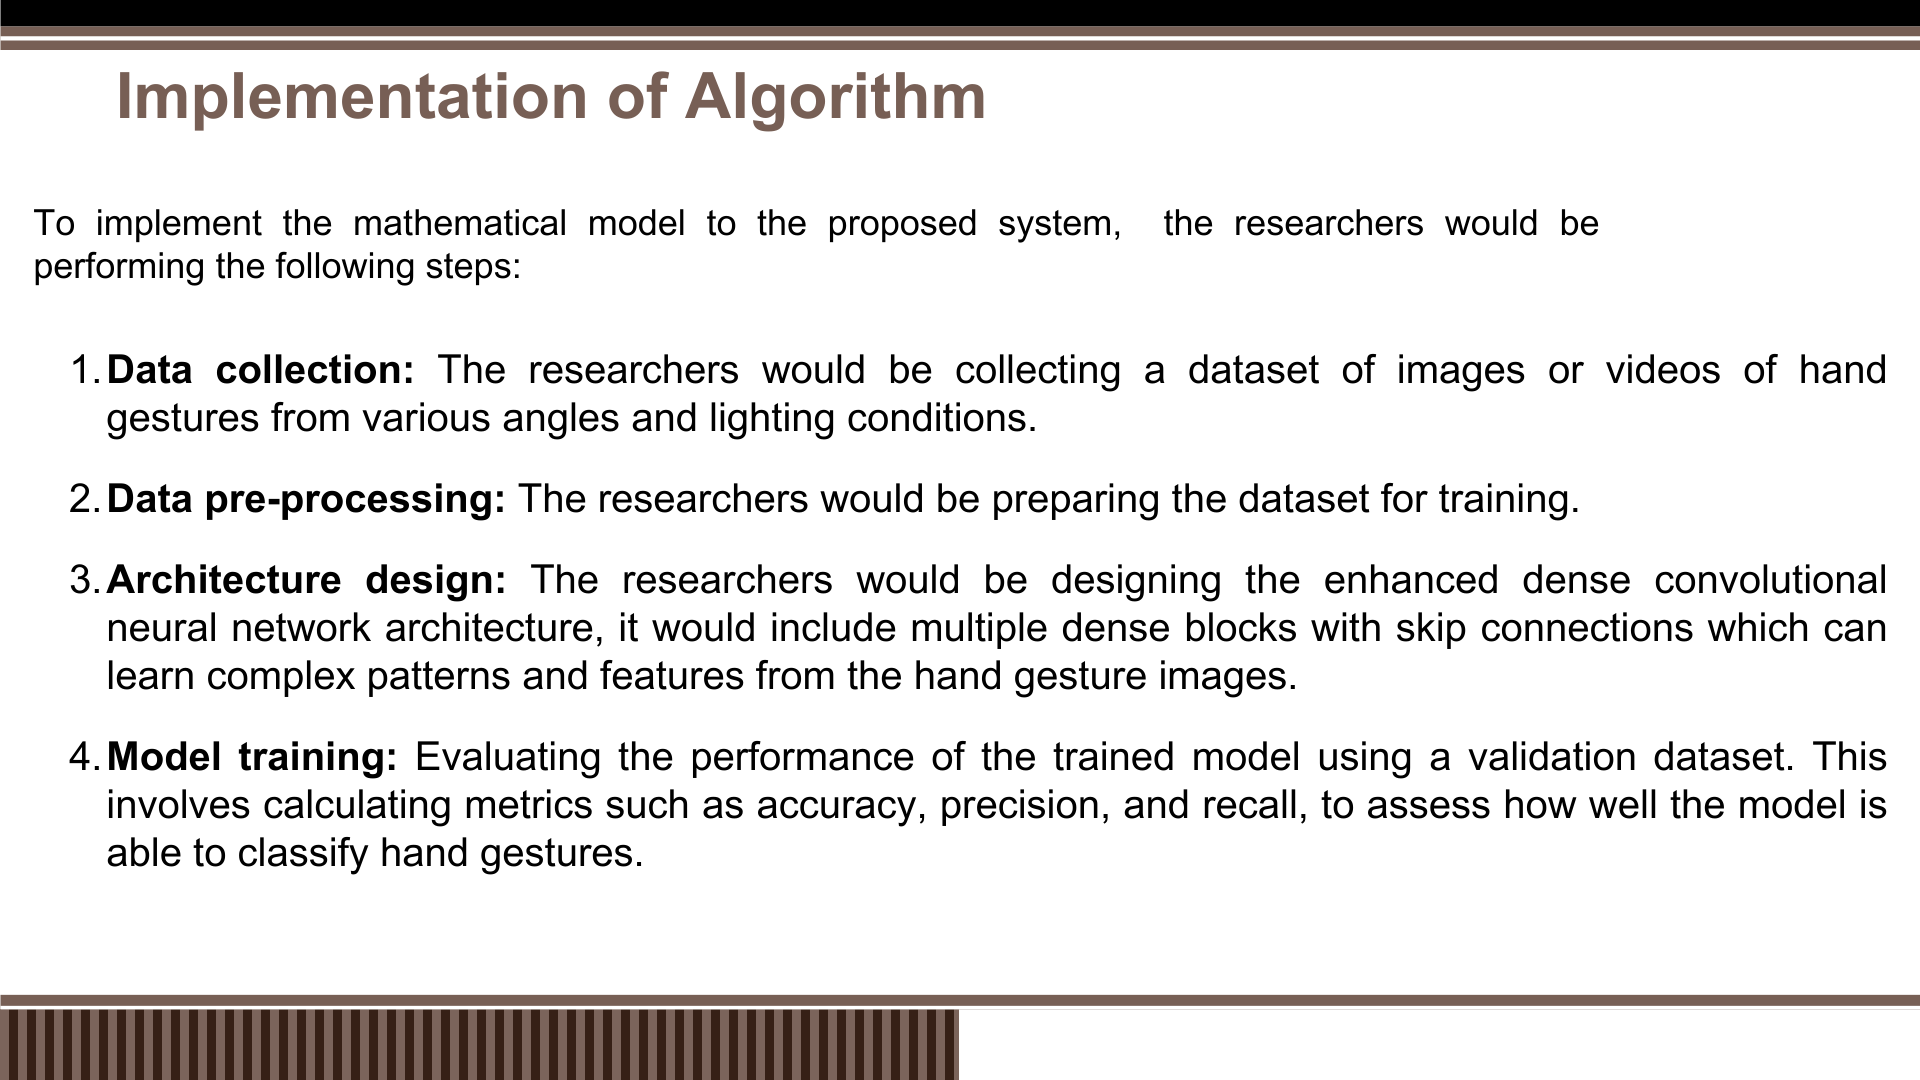 Implementation of Algorithm
To implement the mathematical model to the proposed system, the researchers would be
performing the following steps:
1. Data collection: The researchers would be collecting a dataset of images or videos of hand
gestures from various angles and lighting conditions.
2. Data pre-processing: The researchers would be preparing the dataset for training.
3. Architecture design: The researchers would be designing the enhanced dense convolutional
neural network architecture, it would include multiple dense blocks with skip connections which can
learn complex patterns and features from the hand gesture images.
4. Model training: Evaluating the performance of the trained model using a validation dataset. This
involves calculating metrics such as accuracy, precision, and recall, to assess how well the model is
able to classify hand gestures.